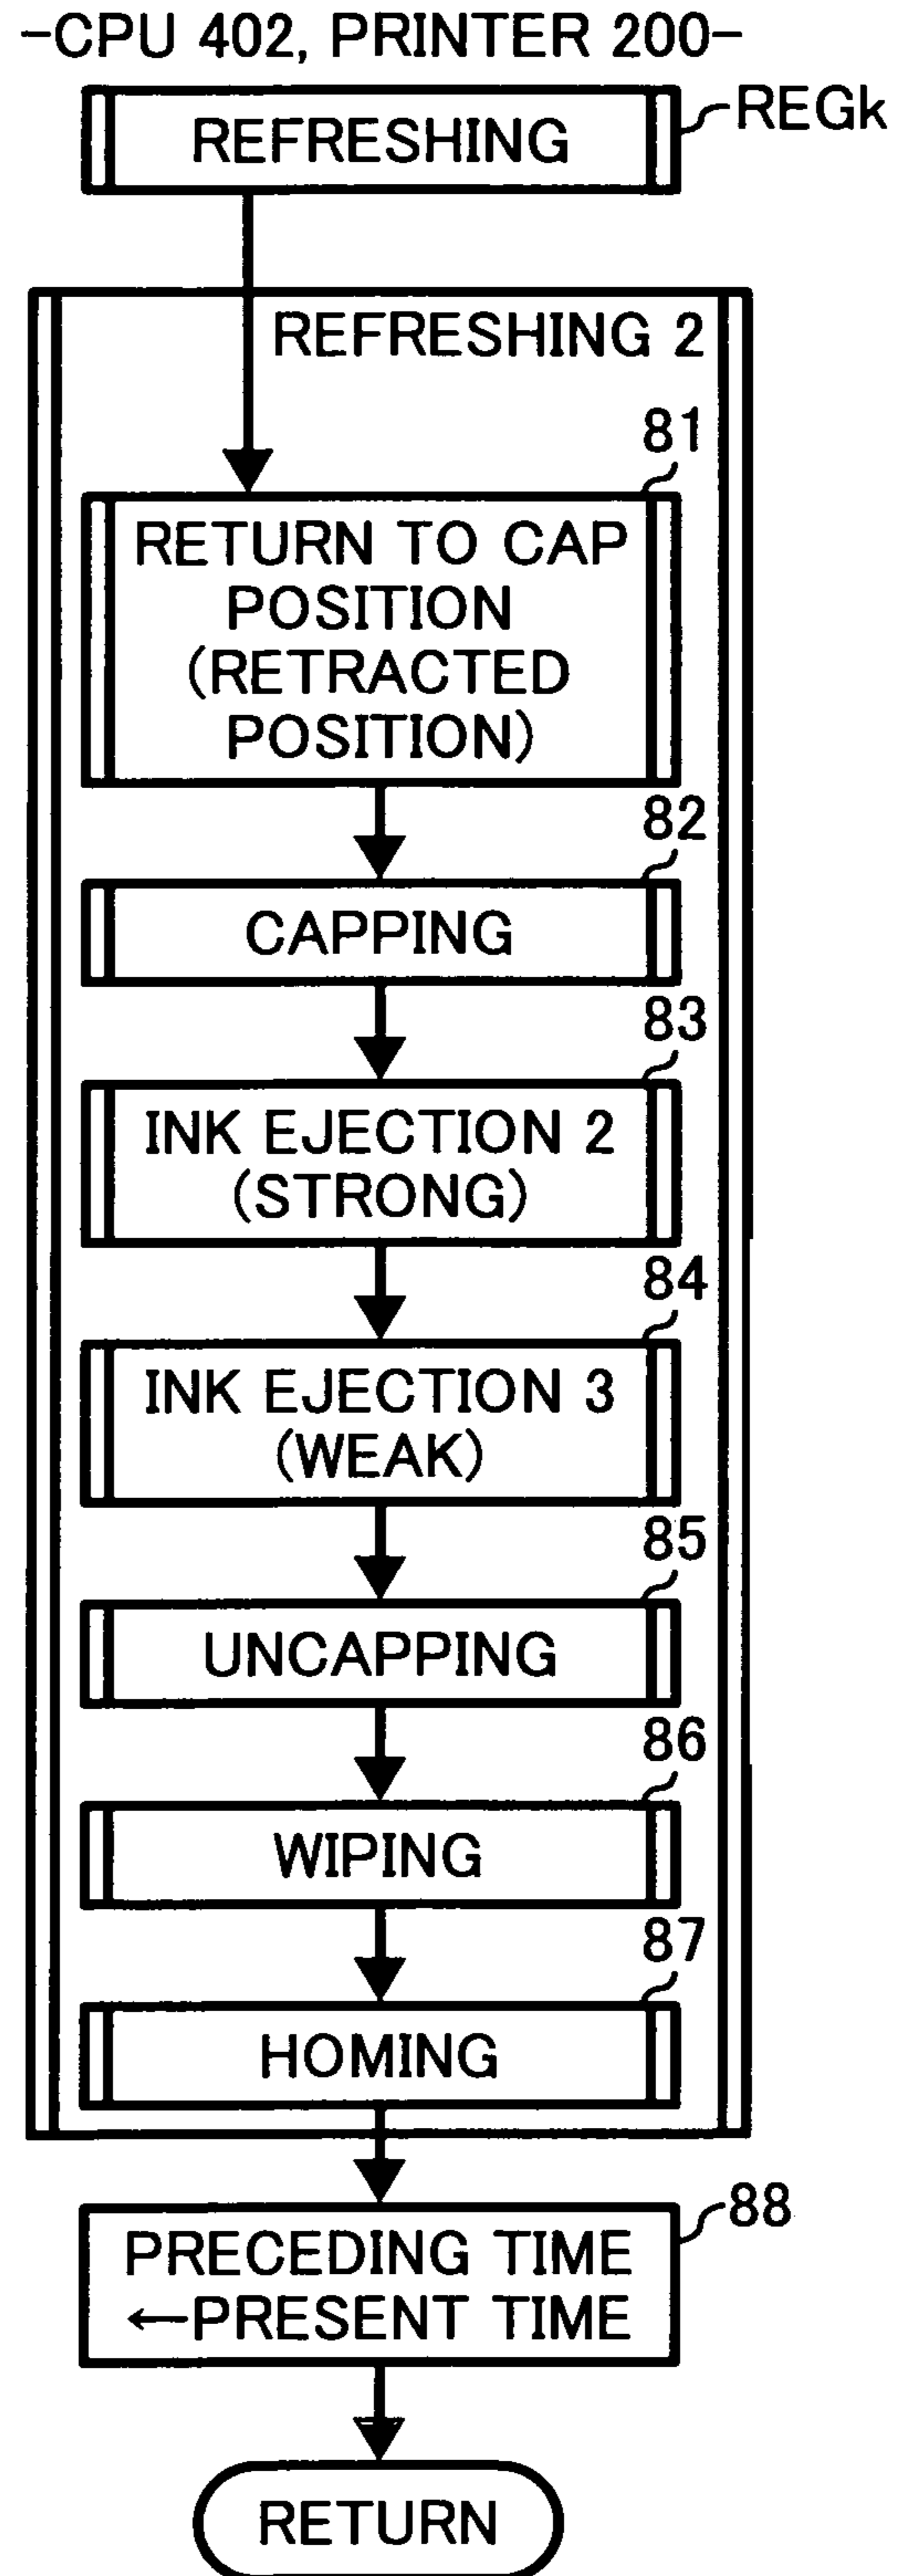 -CPU 402, PRINTER 200-
REFRESHING
REGk
REFRESHING 2
81
RETURN TO CAP
POSITION
(RETRACTED
POSITION)
82
CAPPING
83
INK EJECTION 2
(STRONG)
84
INK EJECTION 3
(WEAK)
85
UNCAPPING
86
WIPING
87
HOMING
88
PRECEDING TIME
←PRESENT TIME
RETURN